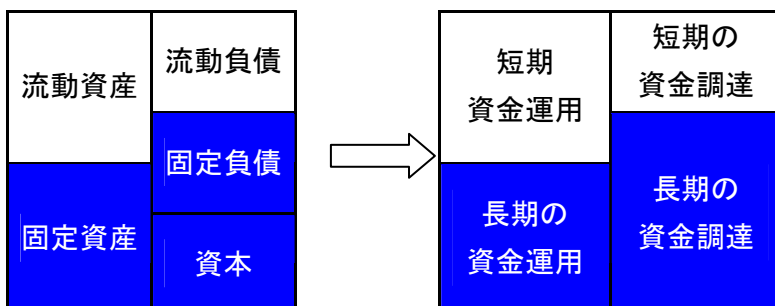 流動資産
流動負債
固定負債
固定資産
資本
短期
資金運用
短期の
資金調達
長期の
資金運用
長期の
資金調達